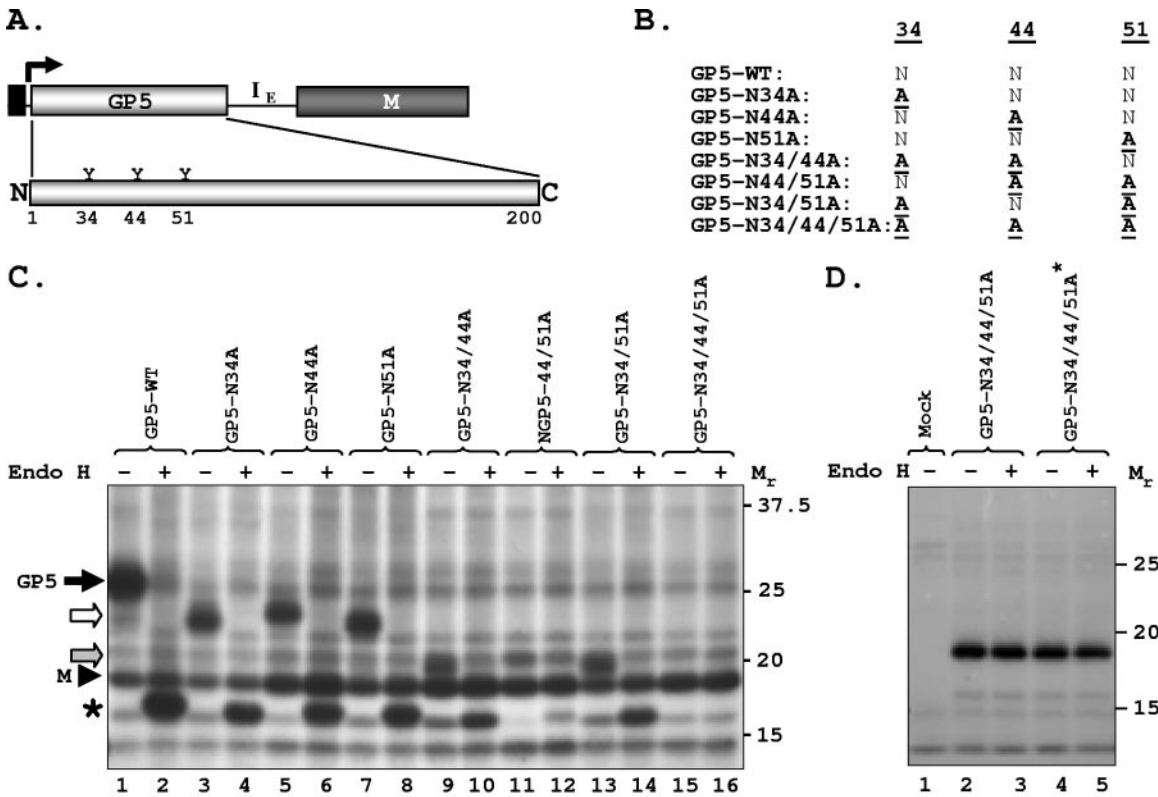 A.
I E
GP5
M
Y Y Y
N
C
1 34 44 51 200
B.
34 44 51
GP5-WT: N N N
GP5-N34A: A N N
GP5-N44A: N A N
GP5-N51A: N N A
GP5-N34/44A: A A N
GP5-N44/51A: N A A
GP5-N34/51A: A N A
GP5-N34/44/51A: A A A
C.
GP5-WT
GP5-N34A
GP5-N44A
GP5-N51A
GP5-N34/44A
NGP5-44/51A
GP5-N34/51A
GP5-N34/44/51A
Endo H - + - + - + - + - + - + - + - + Mr
37.5
GP5
25
20
M
*
15
1 2 3 4 5 6 7 8 9 10 11 12 13 14 15 16
D.
Mock
GP5-N34/44/51A
GP5-N34/44/51A*
Endo H - - + - + Mr
25
20
15
1 2 3 4 5